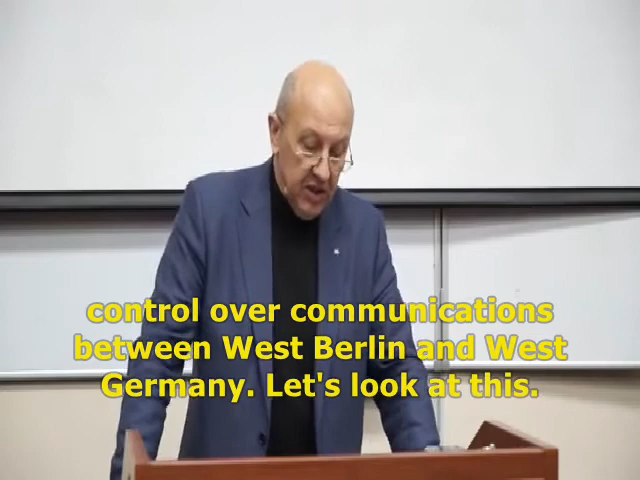 control over communications
between West Berlin and West
Germany. Let's look at this.